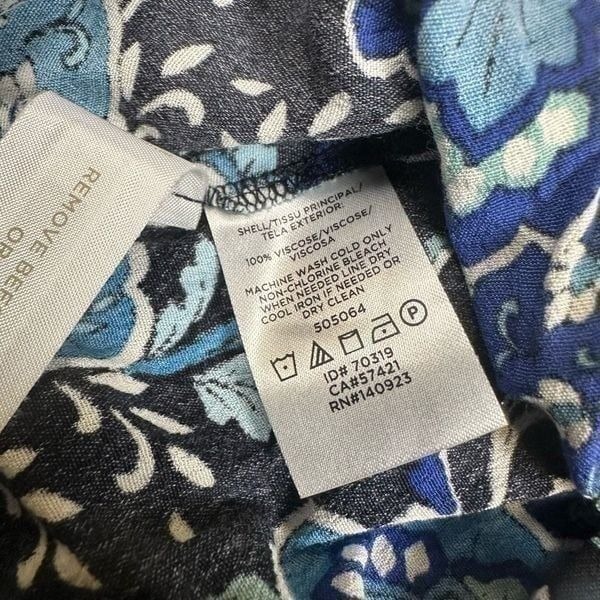 REMOVE BEF
OR
SHELL/TISSU PRINCIPAL/
TELA EXTERIOR:
100% VISCOSE/VISCOSE/
VISCOSA
MACHINE WASH COLD ONLY
NON-CHLORINE BLEACH
WHEN NEEDED LINE DRY
COOL IRON IF NEEDED OR
DRY CLEAN
505064
P
ID# 70319
CA#57421
RN#140923